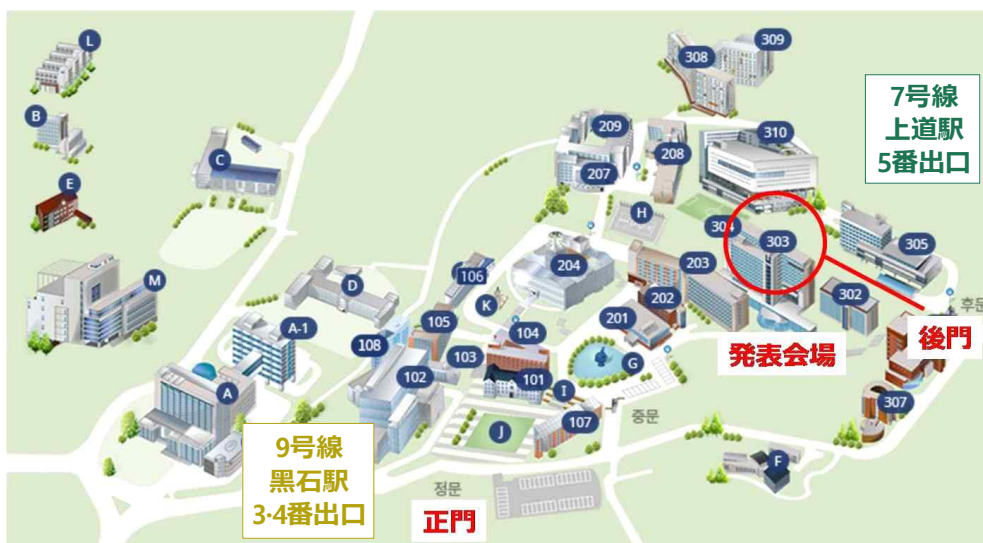 L
B
E
C
M
D
A-1
A
308
309
7号線
上道駅
5番出口
209
208
207
310
H
304
303
305
106
204
203
K
302
202
201
105
104
108
103
102
101
G
I
107
J
307
F
후문
後門
発表会場
중문
정문
正門
9号線
黑石駅
3·4番出口